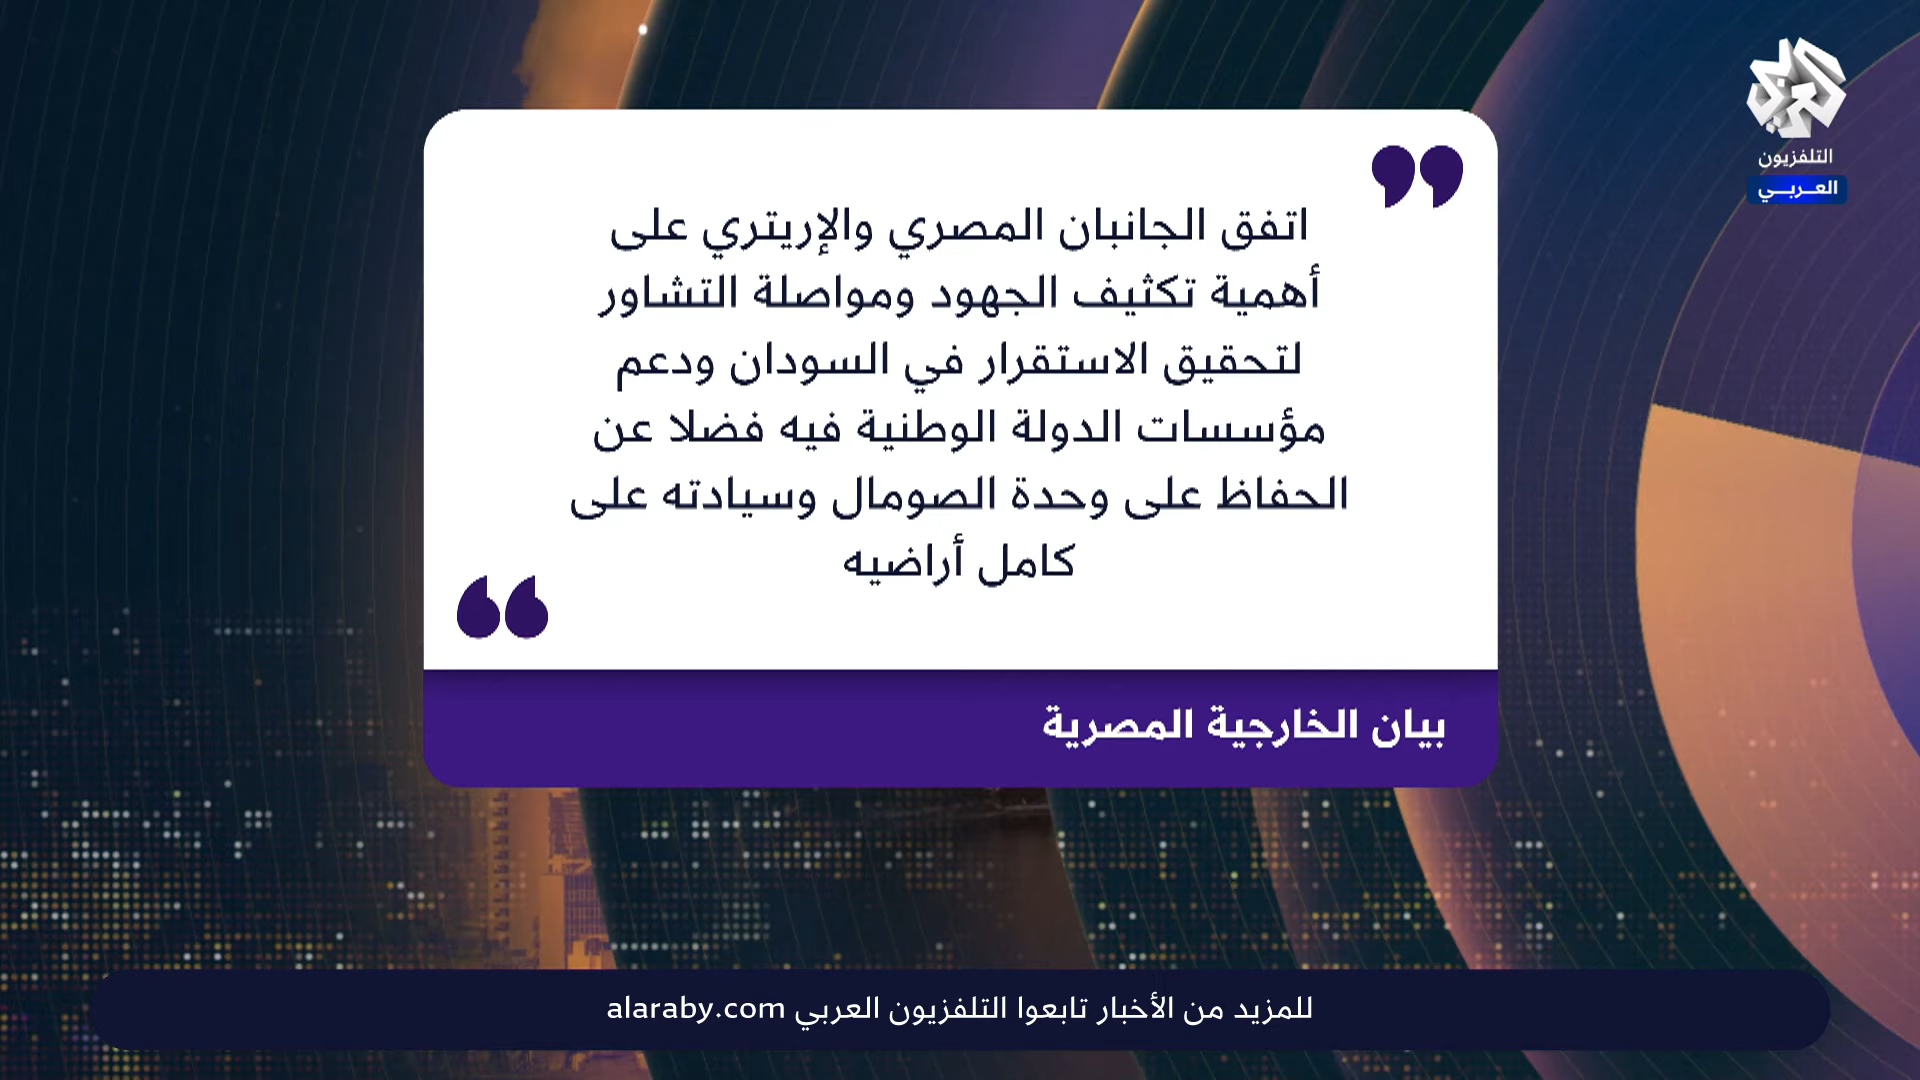 التلفزيون
العربي
اتفق الجانبان المصري والإريتري على
أهمية تكثيف الجهود ومواصلة التشاور
لتحقيق الاستقرار في السودان ودعم
مؤسسات الدولة الوطنية فيه فضلا عن
الحفاظ على وحدة الصومال وسيادته على
كامل أراضيه
بيان الخارجية المصرية
للمزيد من الأخبار تابعوا التلفزيون العربي alaraby.com